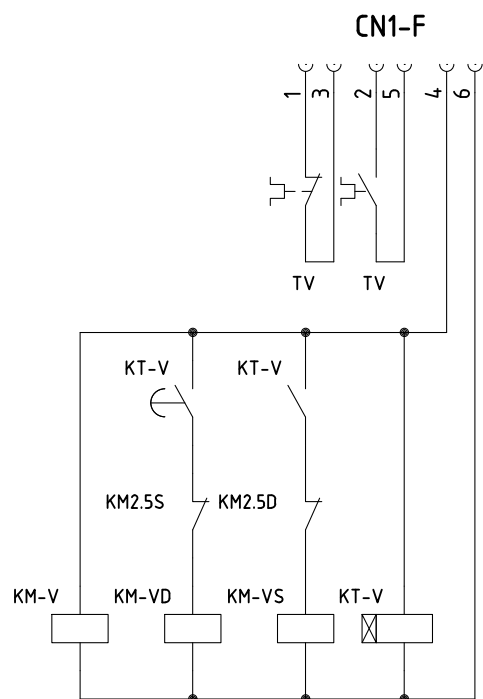 CN1-F
1 3 2 5 4 6
TV TV
KT-V KT-V
KM2.5S KM2.5D
KM-V KM-VD KM-VS KT-V